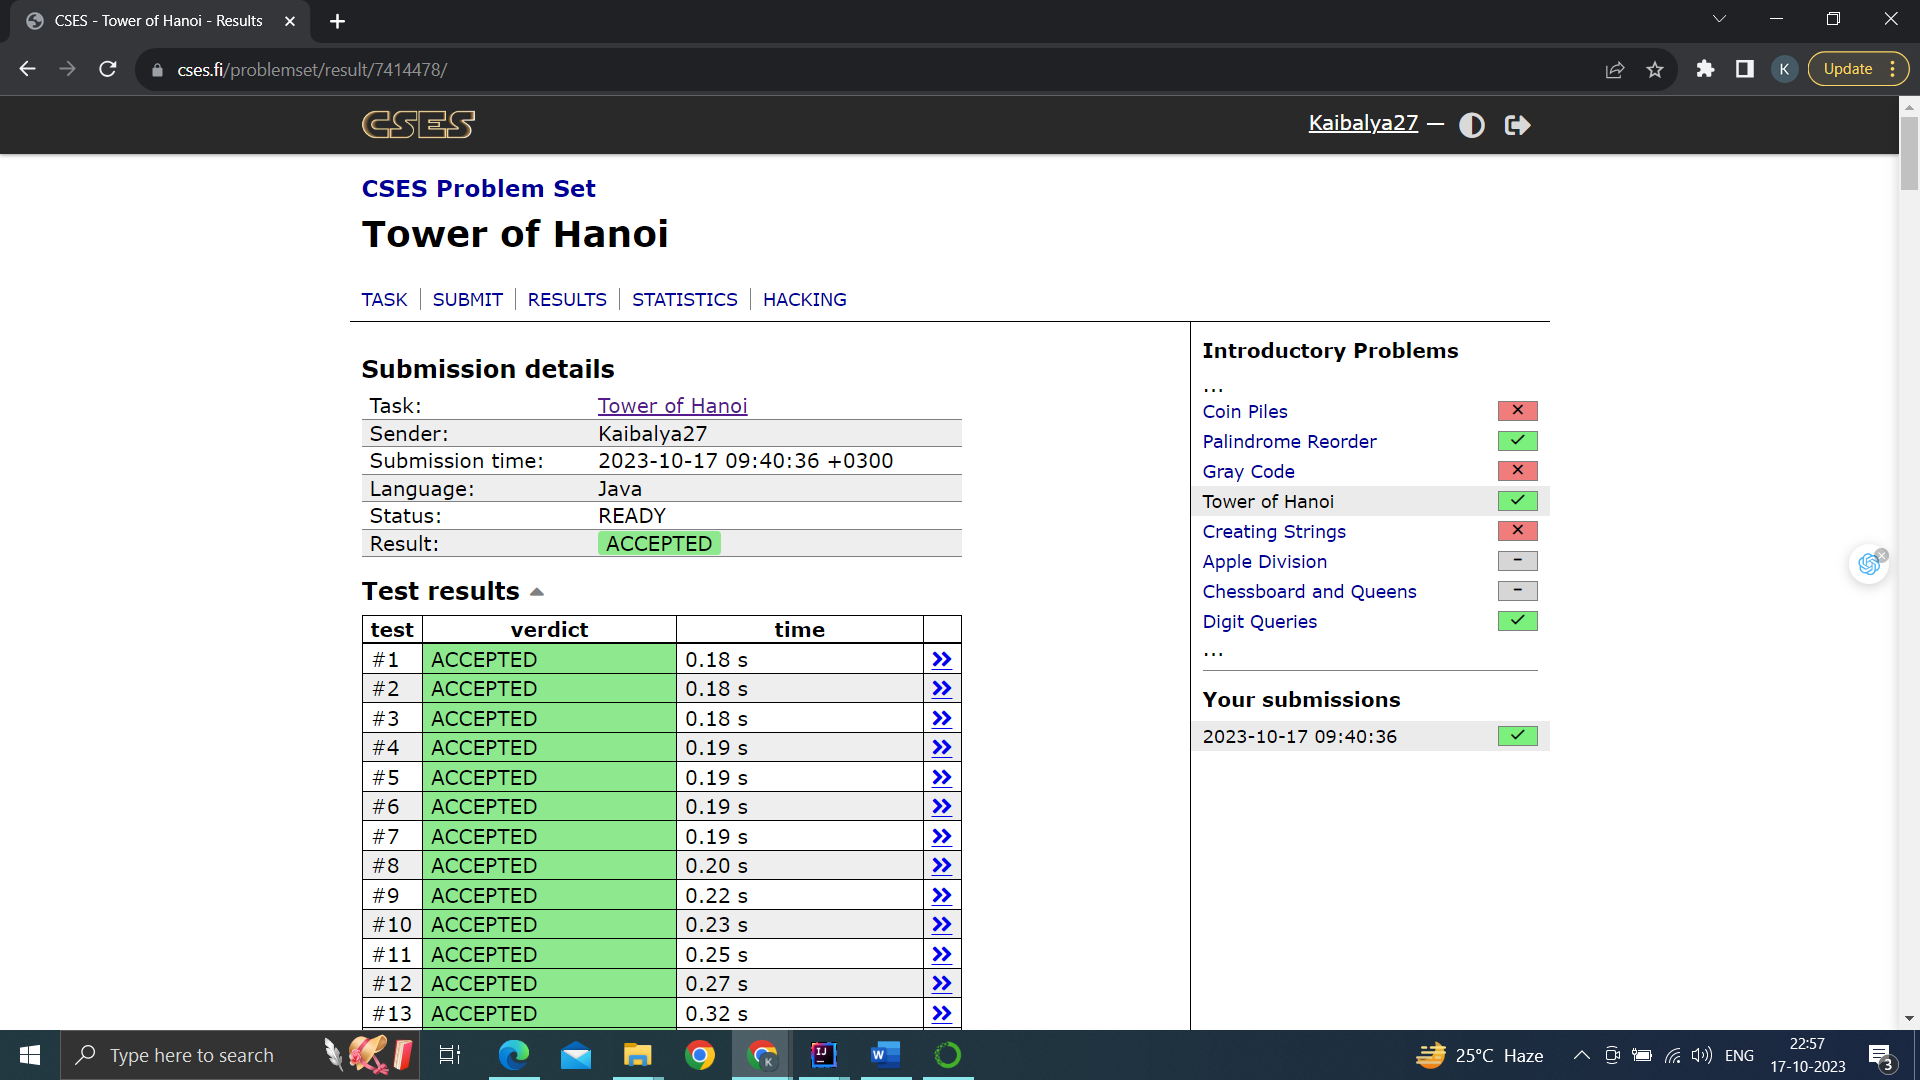 CSES - Tower of Hanoi - Results
cses.fi/problemset/result/7414478/
K
Update
CSES
Kaibalya27 —
CSES Problem Set
Tower of Hanoi
TASK | SUBMIT | RESULTS | STATISTICS | HACKING
Submission details
Task: Tower of Hanoi
Sender: Kaibalya27
Submission time: 2023-10-17 09:40:36 +0300
Language: Java
Status: READY
Result: ACCEPTED
Test results
test verdict time
#1 ACCEPTED 0.18 s »
#2 ACCEPTED 0.18 s »
#3 ACCEPTED 0.18 s »
#4 ACCEPTED 0.19 s »
#5 ACCEPTED 0.19 s »
#6 ACCEPTED 0.19 s »
#7 ACCEPTED 0.19 s »
#8 ACCEPTED 0.20 s »
#9 ACCEPTED 0.22 s »
#10 ACCEPTED 0.23 s »
#11 ACCEPTED 0.25 s »
#12 ACCEPTED 0.27 s »
#13 ACCEPTED 0.32 s »
Introductory Problems
...
Coin Piles
Palindrome Reorder
Gray Code
Tower of Hanoi
Creating Strings
Apple Division
Chessboard and Queens
Digit Queries
...
Your submissions
2023-10-17 09:40:36
Type here to search
K
IJ
W
25°C Haze
ENG
22:57
17-10-2023
3